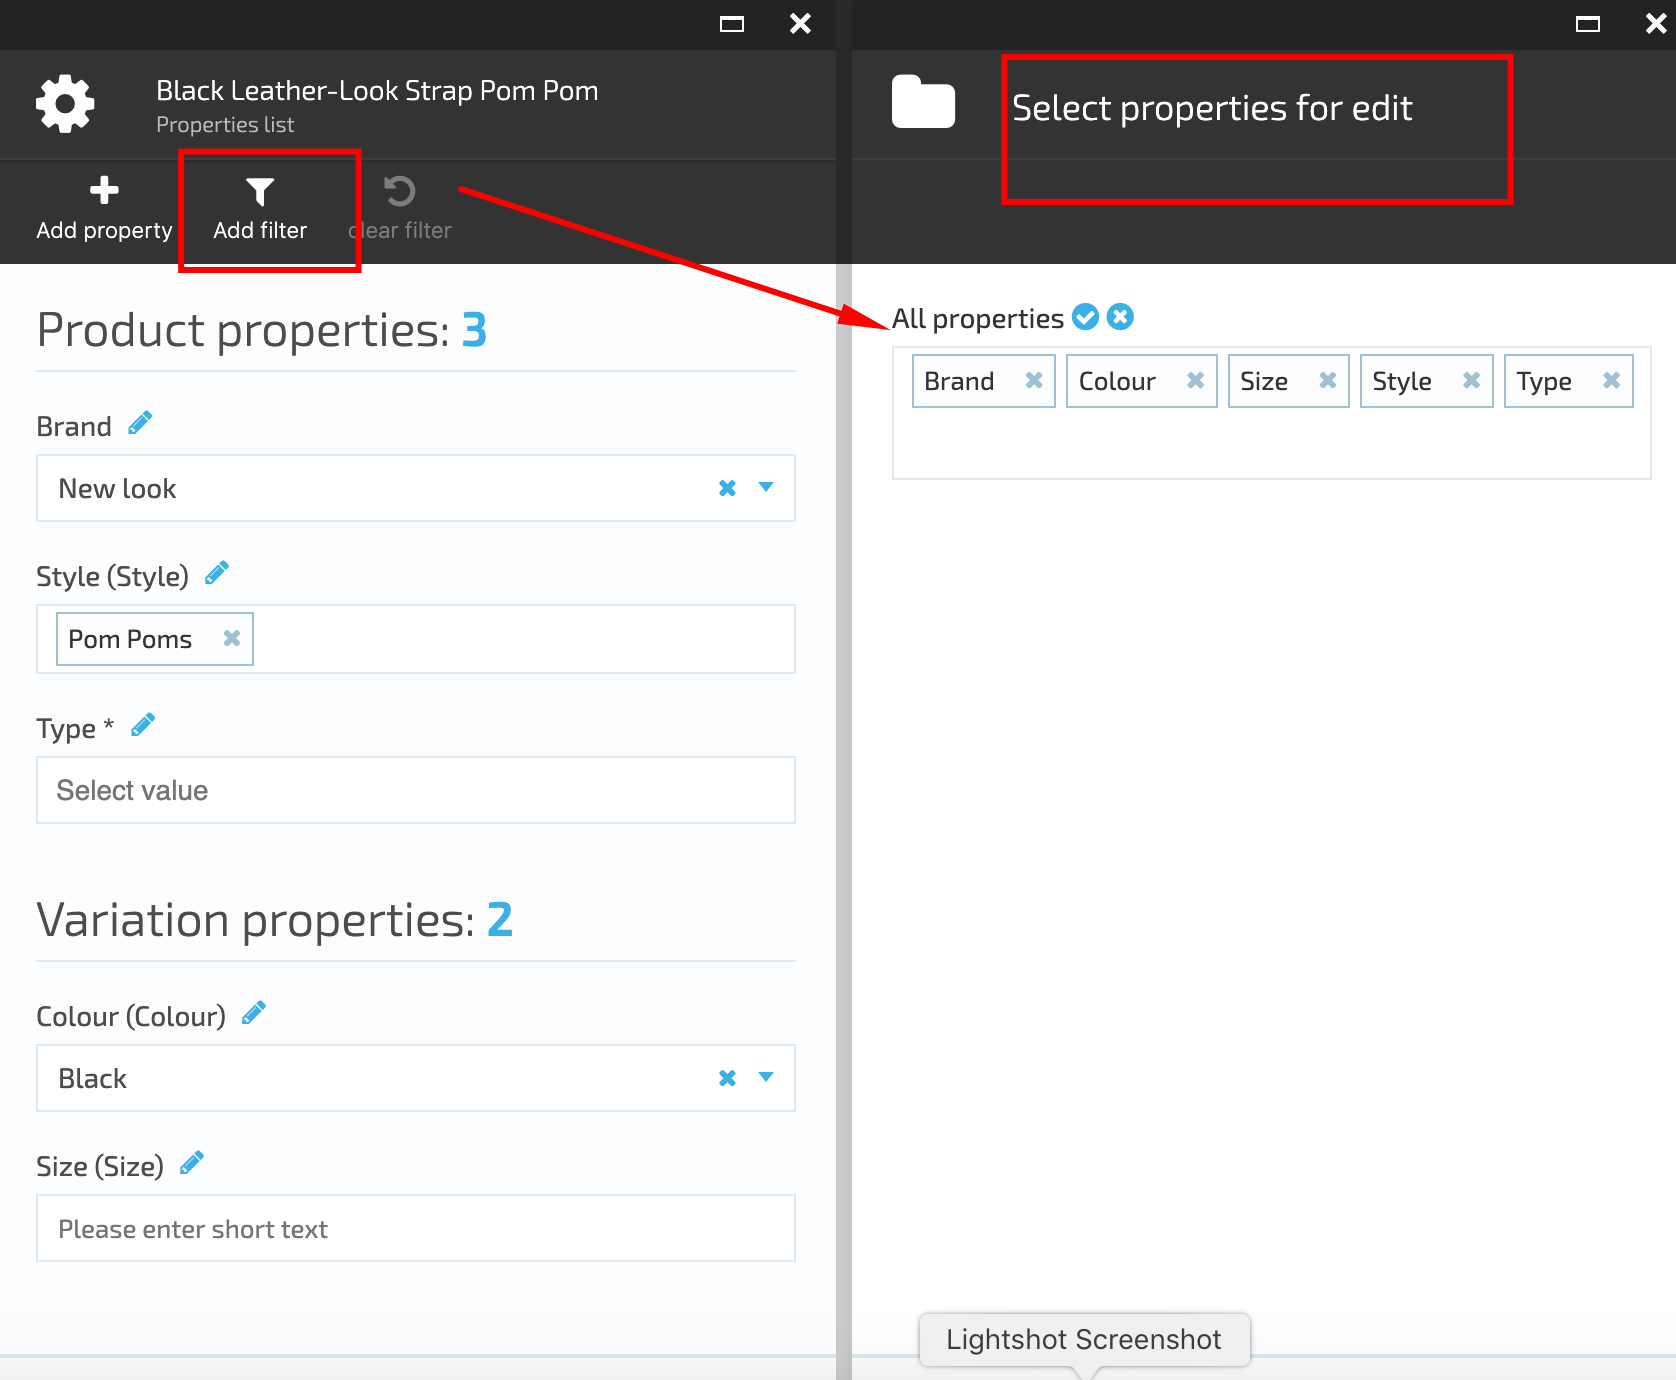 Black Leather-Look Strap Pom Pom
Properties list
Add property
Add filter
clear filter
Product properties: 3
Brand
New look
Style (Style)
Pom Poms
Type *
Select value
Variation properties: 2
Colour (Colour)
Black
Size (Size)
Please enter short text
Select properties for edit
All properties
Brand
Colour
Size
Style
Type
Lightshot Screenshot